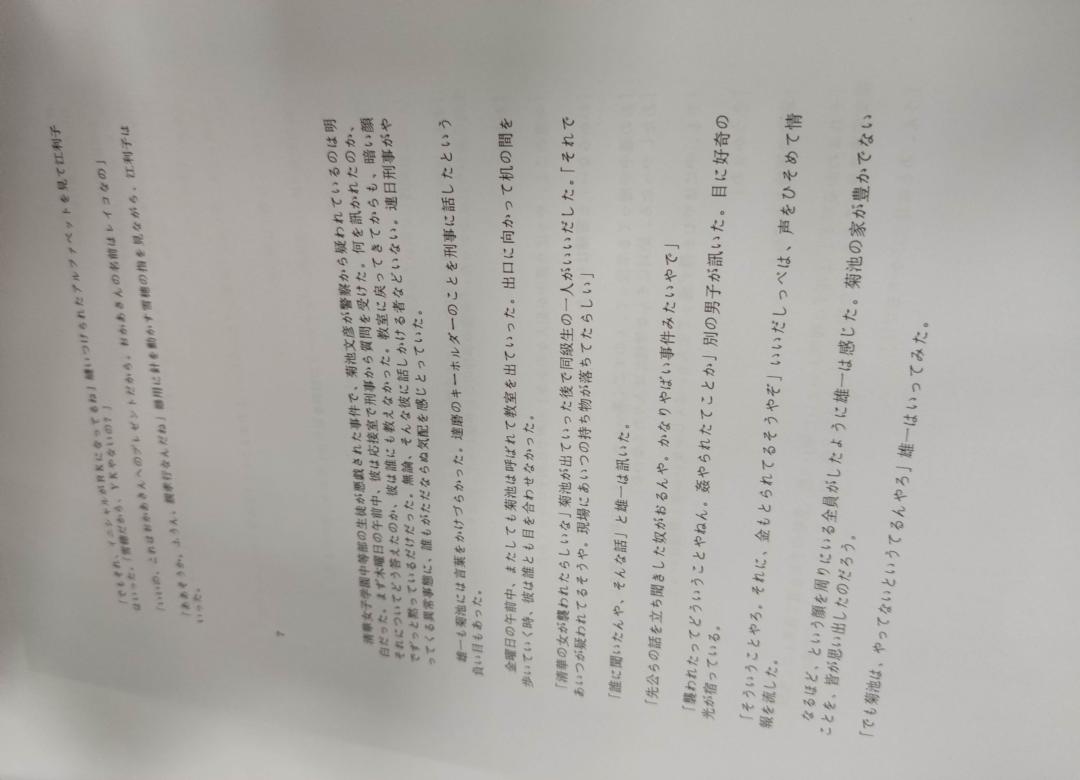 「でもそれ、イニシャルがRKになってるね」縫いつけられたアルファベットを見て江利子
はいった。「雪穂だから、YKやないの？」
「いいの。これはおかあさんへのプレゼントだから。おかあさんの名前はレイコなの」
「ああそうか。ふうん、親孝行なんだね」器用に針を動かす雪穂の指を見ながら、江利子は
いった。
7
清華女子学園中等部の生徒が悪戯された事件で、菊池文彦が警察から疑われているのは明
白だった。まず木曜日の午前中、彼は応接室で刑事から質問を受けた。何を訊かれたのか、
それについてどう答えたのか、彼は誰にも教えなかった。教室に戻ってきてからも、暗い顔
でずっと黙っているだけだった。無論、そんな彼に話しかける者などいない。連日刑事がや
ってくる異常事態に、誰もがただならぬ気配を感じとっていた。
雄一も菊池には言葉をかけづらかった。達磨のキーホルダーのことを刑事に話したという
負い目もあった。
金曜日の午前中、またしても菊池は呼ばれて教室を出ていった。出口に向かって机の間を
歩いていく時、彼は誰とも目を合わせなかった。
「清華の女が襲われたらしいな」菊池が出ていった後で同級生の一人がいいだした。「それで
あいつが疑われてるそうや。現場にあいつの持ち物が落ちてたらしい」
「誰に聞いたんや、そんな話」と雄一は訊いた。
「先公らの話を立ち聞きした奴がおるんや。かなりやばい事件みたいやで」
「襲われたってどういうことやねん。姦やられたてことか」別の男子が訊いた。目に好奇の
光が宿っている。
「そういうことやろ。それに、金もとられてるそうやぞ」いいだしっぺは、声をひそめて情
報を流した。
なるほど、という顔を周りにいる全員がしたように雄一は感じた。菊池の家が豊かでない
ことを、皆が思い出したのだろう。
「でも菊池は、やってないというてるんやろ」雄一はいってみた。